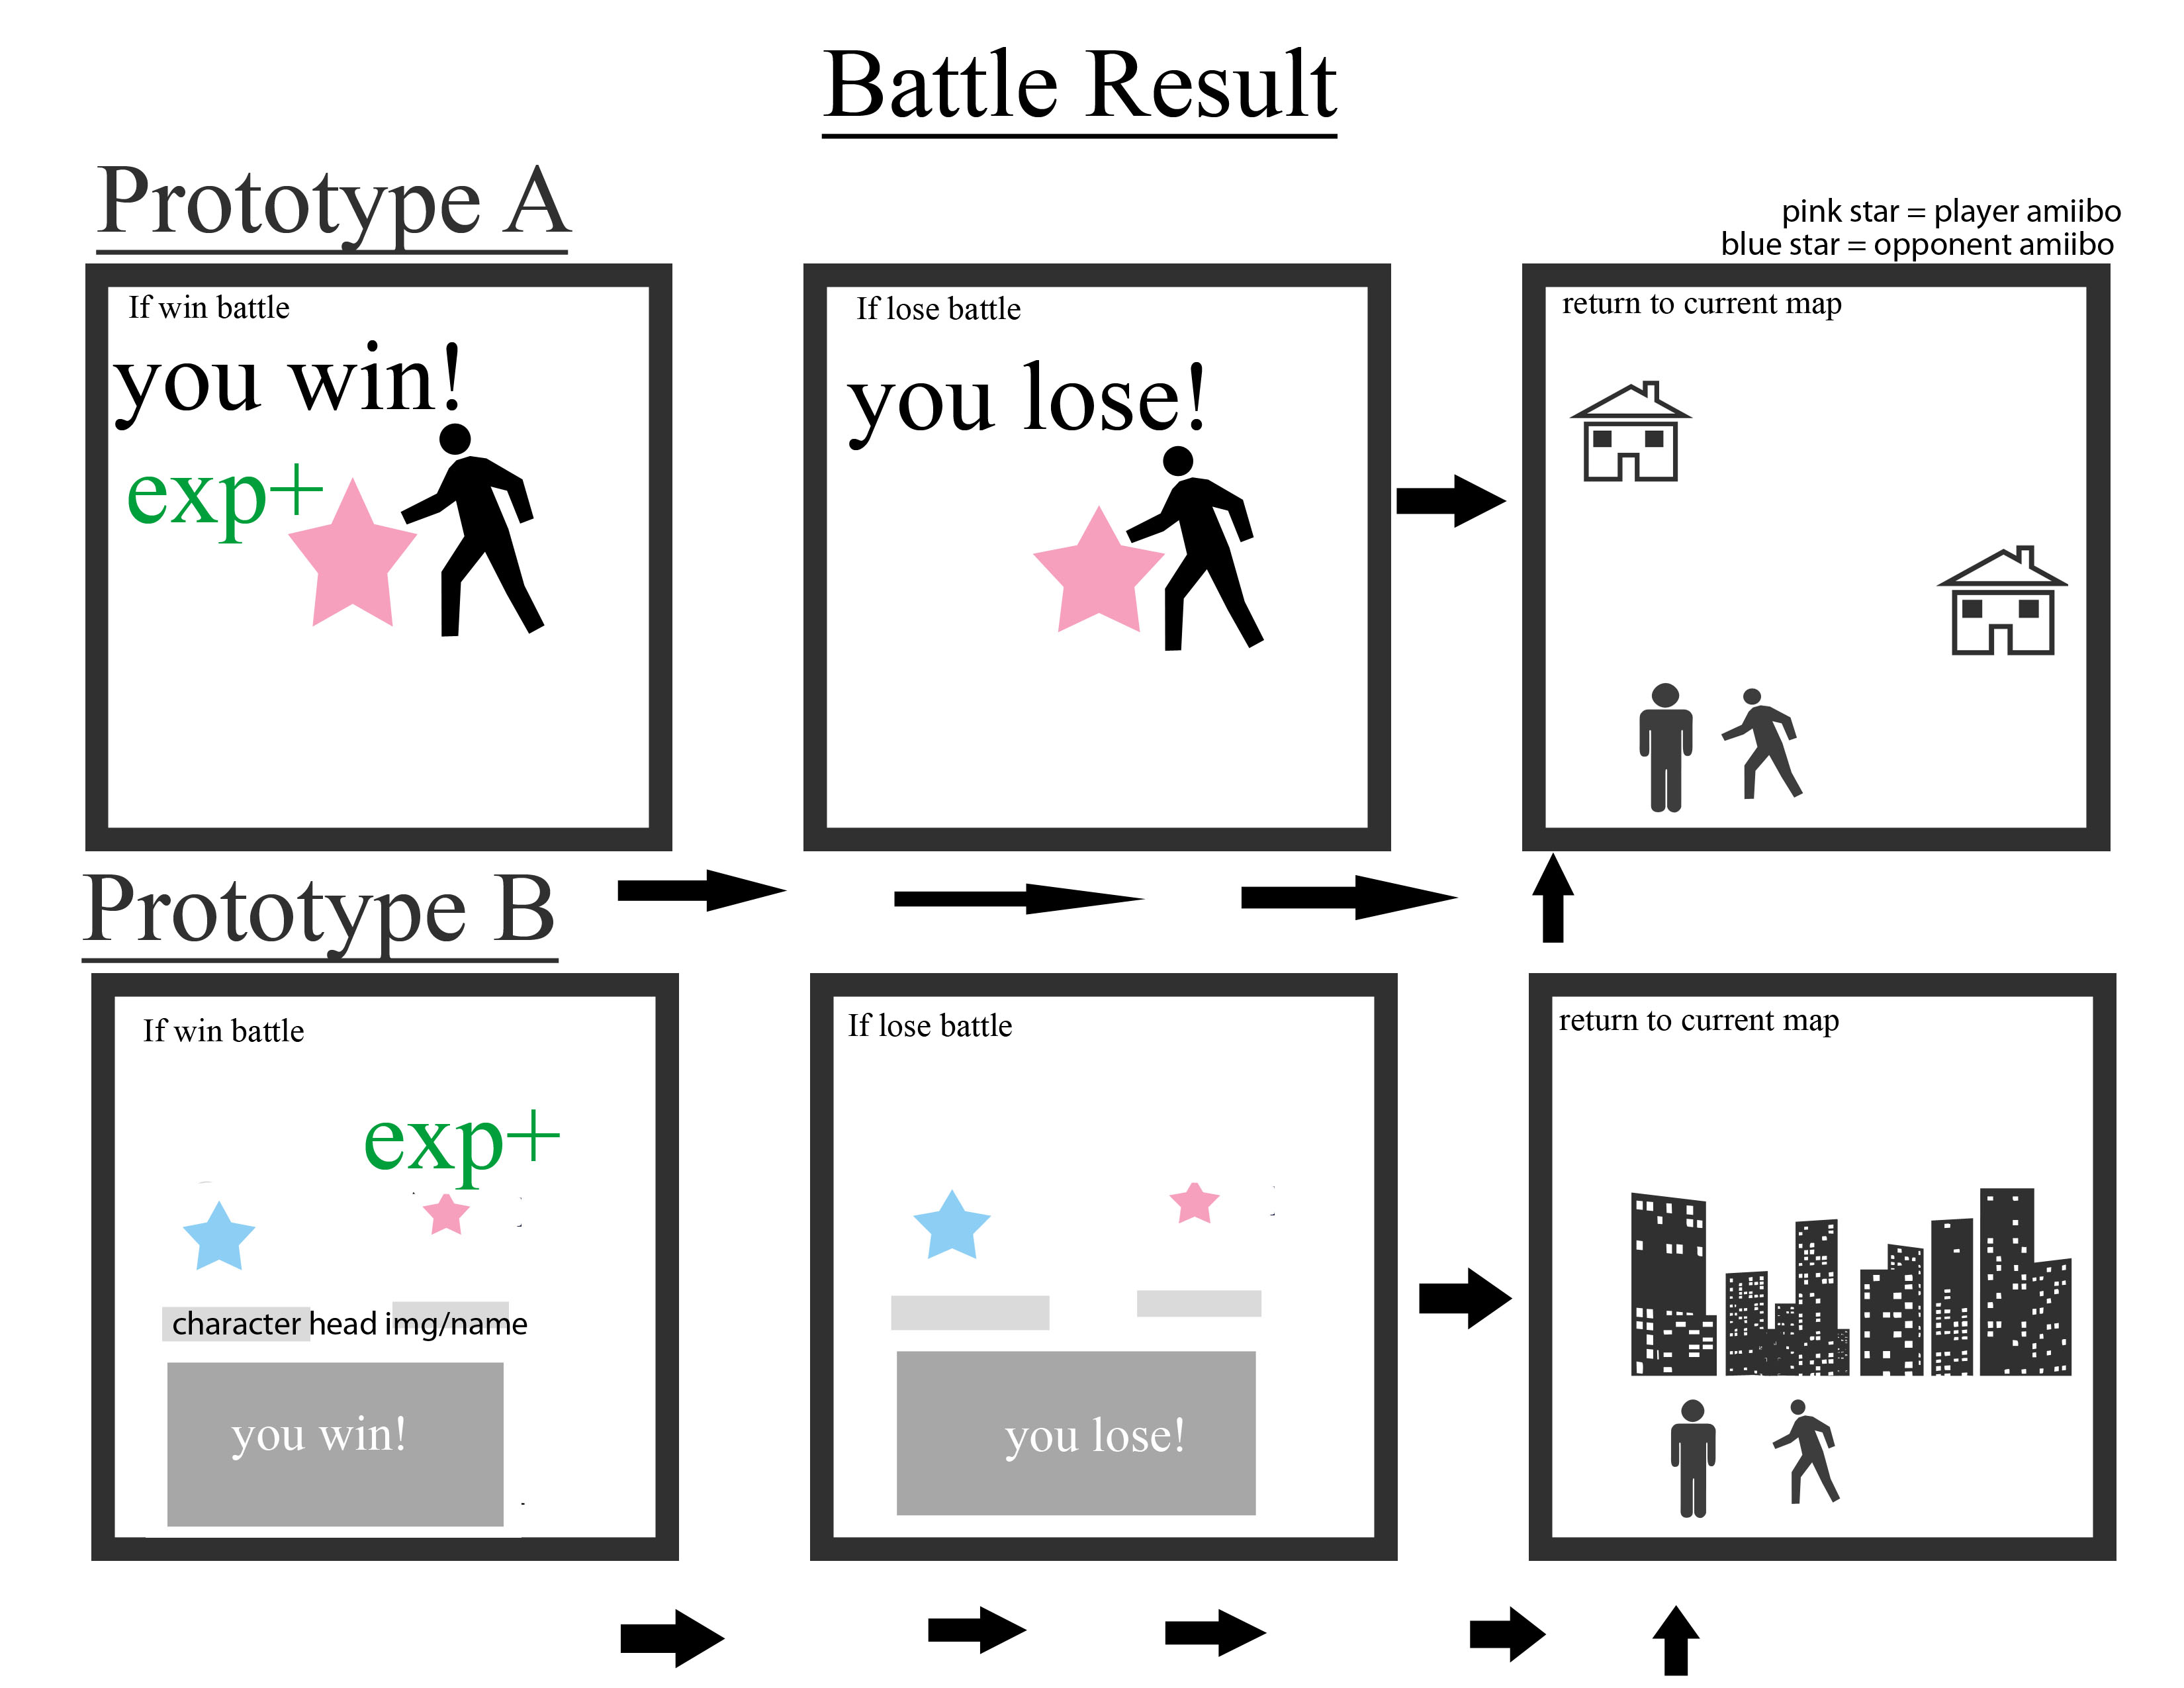 Battle Result
Prototype A
pink star = player amiibo
blue star = opponent amiibo
If win battle
you win!
exp+
If lose battle
you lose!
return to current map
Prototype B
If win battle
exp+
character head img/name
you win!
If lose battle
you lose!
return to current map